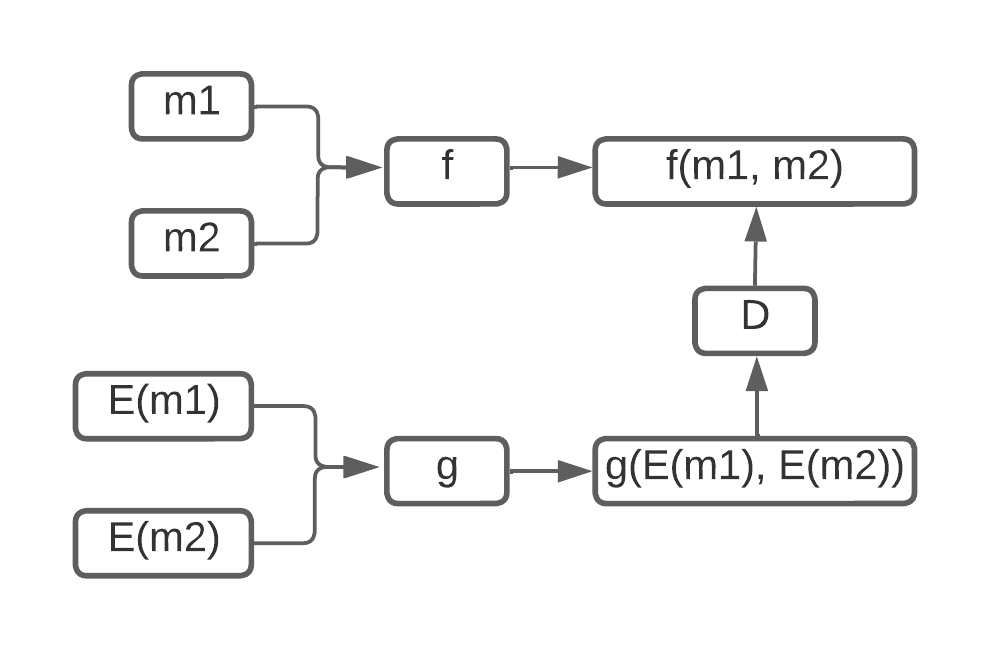 m1
m2
f
f(m1, m2)
D
E(m1)
E(m2)
g
g(E(m1), E(m2))